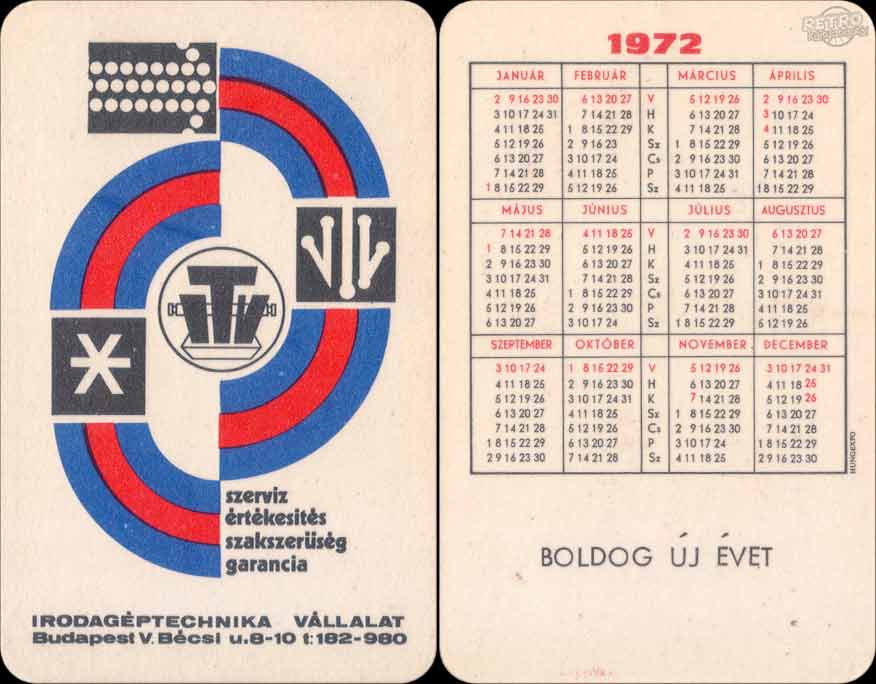 szerviz
értékesítés
szakszerüség
garancia
IRODAGÉPTECHNIKA VÁLLALAT
Budapest V. Bécsi u. 8-10 t: 182-980
RETRO
1972
JANUÁR FEBRUÁR MÁRCIUS ÁPRILIS
2 9 16 23 30 6 13 20 27 V 5 12 19 26 2 9 16 23 30
3 10 17 24 31 7 14 21 28 H 6 13 20 27 3 10 17 24
4 11 18 25 1 8 15 22 29 K 7 14 21 28 4 11 18 25
5 12 19 26 2 9 16 23 Sz 1 8 15 22 29 5 12 19 26
6 13 20 27 3 10 17 24 Cs 2 9 16 23 30 6 13 20 27
7 14 21 28 4 11 18 25 P 3 10 17 24 31 7 14 21 28
1 8 15 22 29 5 12 19 26 Sz 4 11 18 25 1 8 15 22 29
MÁJUS JÚNIUS JÚLIUS AUGUSZTUS
7 14 21 28 4 11 18 25 V 2 9 16 23 30 6 13 20 27
1 8 15 22 29 5 12 19 26 H 3 10 17 24 31 7 14 21 28
2 9 16 23 30 6 13 20 27 K 4 11 18 25 1 8 15 22 29
3 10 17 24 31 7 14 21 28 Sz 5 12 19 26 2 9 16 23 30
4 11 18 25 1 8 15 22 29 Cs 6 13 20 27 3 10 17 24 31
5 12 19 26 2 9 16 23 30 P 7 14 21 28 4 11 18 25
6 13 20 27 3 10 17 24 Sz 1 8 15 22 29 5 12 19 26
SZEPTEMBER OKTÓBER NOVEMBER DECEMBER
3 10 17 24 1 8 15 22 29 V 5 12 19 26 3 10 17 24 31
4 11 18 25 2 9 16 23 30 H 6 13 20 27 4 11 18 25
5 12 19 26 3 10 17 24 31 K 7 14 21 28 5 12 19 26
6 13 20 27 4 11 18 25 Sz 1 8 15 22 29 6 13 20 27
7 14 21 28 5 12 19 26 Cs 2 9 16 23 30 7 14 21 28
1 8 15 22 29 6 13 20 27 P 3 10 17 24 1 8 15 22 29
2 9 16 23 30 7 14 21 28 Sz 4 11 18 25 2 9 16 23 30
HUNGEXPO
BOLDOG ÚJ ÉVET